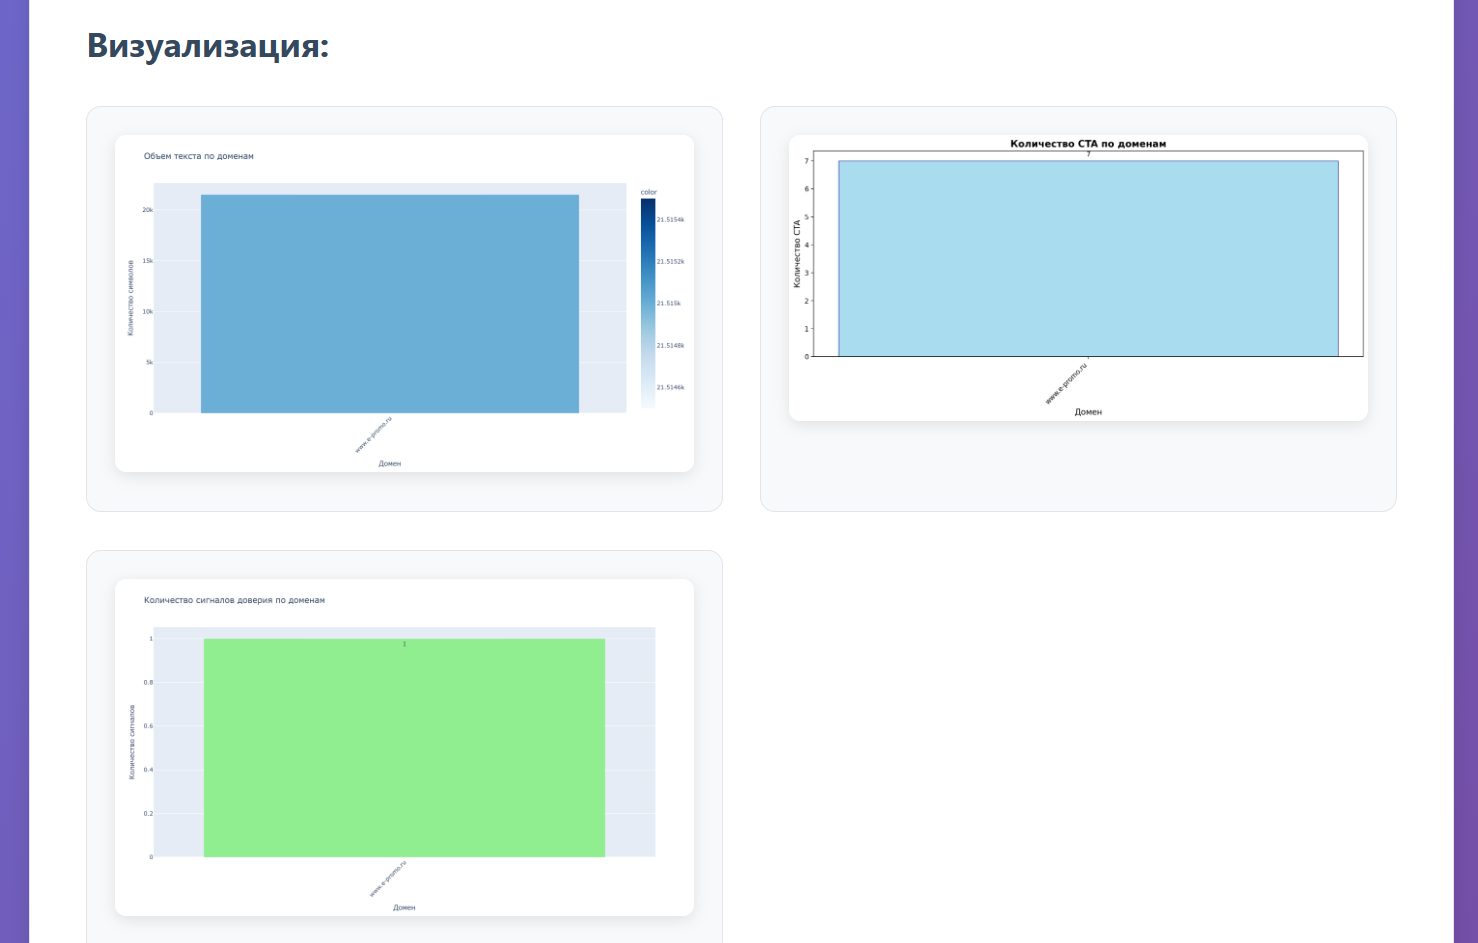 Визуализация:
Объем текста по доменам
color
20k
15k
10k
5k
0
Количество символов
21.5154k
21.5152k
21.515k
21.5148k
21.5146k
www.e-promo.ru
Домен
Количество CTA по доменам
7
7
6
5
4
3
2
1
0
Количество CTA
www.e-promo.ru
Домен
Количество сигналов доверия по доменам
1
1
0.8
0.6
0.4
0.2
0
Количество сигналов
www.e-promo.ru
Домен